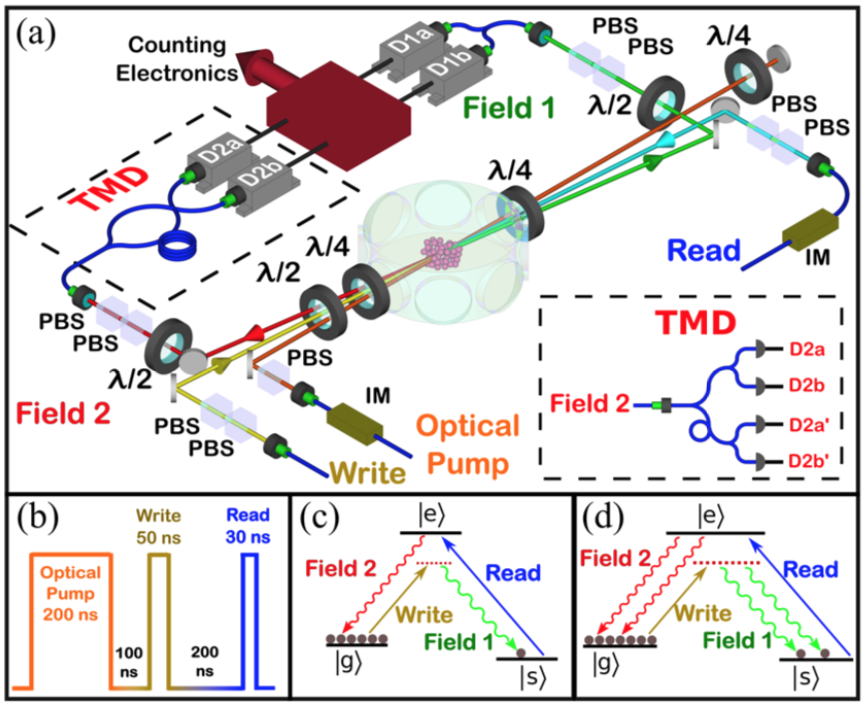 (a)
Counting
Electronics
D1a
D1b
Field 1
PBS
PBS
λ/4
λ/2
PBS
PBS
D2a
D2b
TMD
λ/4
Read
IM
λ/4
λ/2
PBS
PBS
λ/2
Field 2
PBS
IM
PBS
PBS
Optical
Pump
Write
TMD
Field 2
D2a
D2b
D2a'
D2b'
(b)
Write
50 ns
Read
30 ns
Optical
Pump
200 ns
100
ns
200
ns
(c)
|e⟩
Field 2
Read
Write
Field 1
|g⟩
|s⟩
(d)
|e⟩
Field 2
Read
Write
Field 1
|g⟩
|s⟩